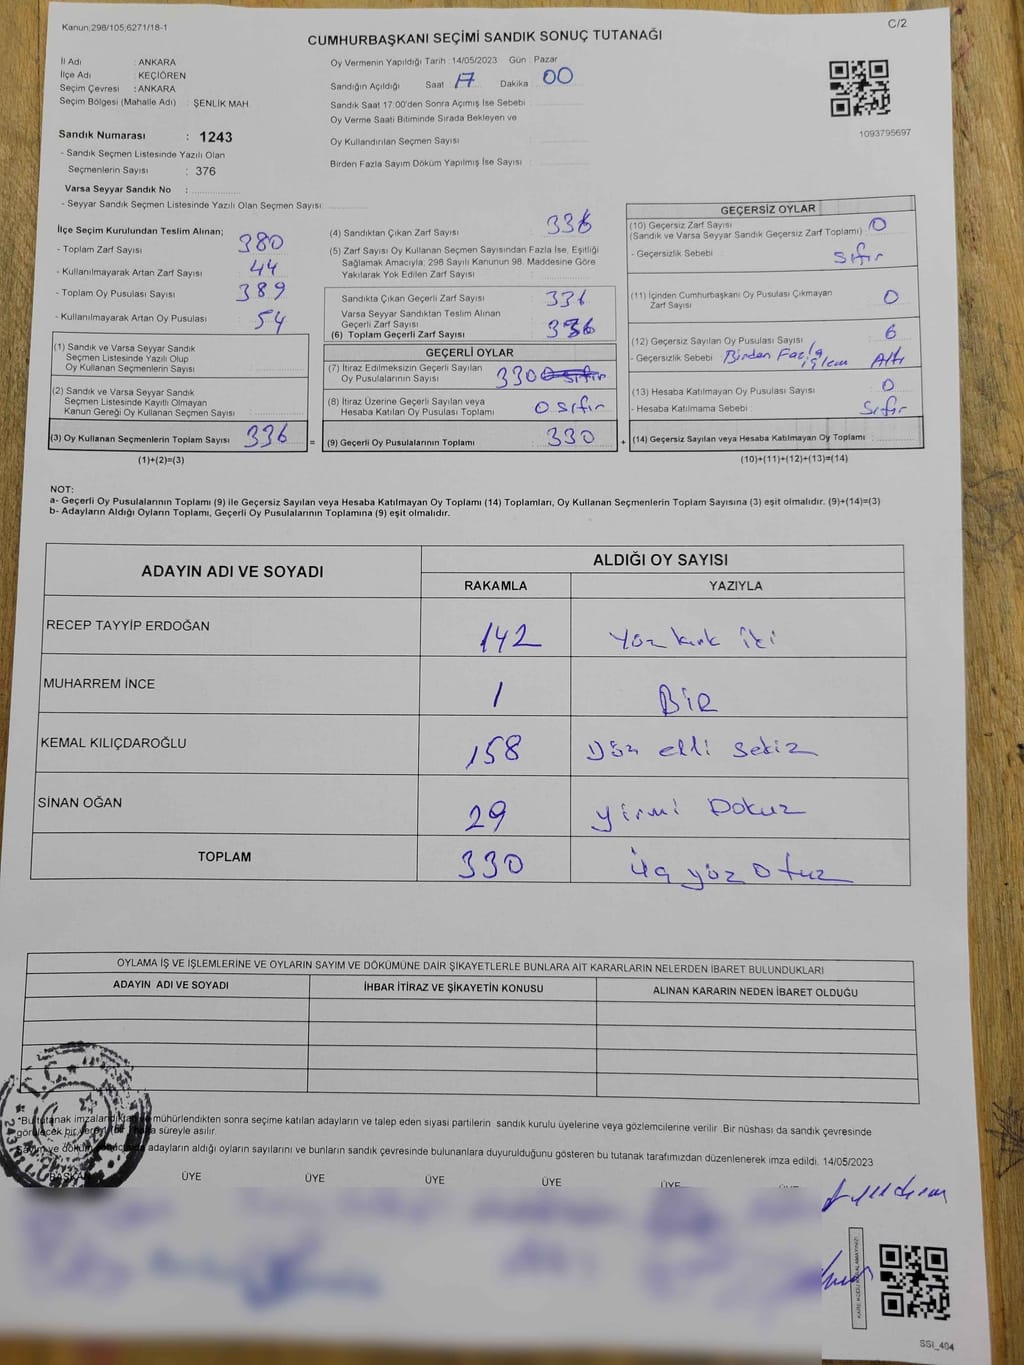 Kanun:298/105,6271/18-1
C/2
CUMHURBAŞKANI SEÇİMİ SANDIK SONUÇ TUTANAĞI
İl Adı : ANKARA
İlçe Adı : KEÇİÖREN
Seçim Çevresi : ANKARA
Seçim Bölgesi (Mahalle Adı) : ŞENLİK MAH.
Sandık Numarası : 1243
- Sandık Seçmen Listesinde Yazılı Olan
Seçmenlerin Sayısı : 376
Varsa Seyyar Sandık No :
- Seyyar Sandık Seçmen Listesinde Yazılı Olan Seçmen Sayısı:
Oy Vermenin Yapıldığı Tarih : 14/05/2023 Gün : Pazar
Sandığın Açıldığı Saat 17 Dakika 00
Sandık Saat 17:00'den Sonra Açımış İse Sebebi :
Oy Verme Saati Bitiminde Sırada Bekleyen ve
Oy Kullandırılan Seçmen Sayısı :
Birden Fazla Sayım Döküm Yapılmış İse Sayısı :
1093795697
İlçe Seçim Kurulundan Teslim Alınan;
- Toplam Zarf Sayısı 380
- Kullanılmayarak Artan Zarf Sayısı 44
- Toplam Oy Pusulası Sayısı 389
- Kullanılmayarak Artan Oy Pusulası 54
(1) Sandık ve Varsa Seyyar Sandık
Seçmen Listesinde Yazılı Olup
Oy Kullanan Seçmenlerin Sayısı :
(2) Sandık ve Varsa Seyyar Sandık
Seçmen Listesinde Kayıtlı Olmayan
Kanun Gereği Oy Kullanan Seçmen Sayısı :
(3) Oy Kullanan Seçmenlerin Toplam Sayısı : 336 =
(1)+(2)=(3)
(4) Sandıktan Çıkan Zarf Sayısı : 336
(5) Zarf Sayısı Oy Kullanan Seçmen Sayısından Fazla İse, Eşitliği
Sağlamak Amacıyla; 298 Sayılı Kanunun 98. Maddesine Göre
Yakılarak Yok Edilen Zarf Sayısı :
Sandıkta Çıkan Geçerli Zarf Sayısı : 336
Varsa Seyyar Sandıktan Teslim Alınan
Geçerli Zarf Sayısı
(6) Toplam Geçerli Zarf Sayısı : 336
GEÇERLİ OYLAR
(7) İtiraz Edilmeksizin Geçerli Sayılan
Oy Pusulalarının Sayısı : 330
(8) İtiraz Üzerine Geçerli Sayılan veya
Hesaba Katılan Oy Pusulası Toplamı : 0 sıfır
(9) Geçerli Oy Pusulalarının Toplamı : 330 +
GEÇERSİZ OYLAR
(10) Geçersiz Zarf Sayısı
(Sandık ve Varsa Seyyar Sandık Geçersiz Zarf Toplamı) : 0
- Geçersizlik Sebebi : sıfır
(11) İçinden Cumhurbaşkanı Oy Pusulası Çıkmayan
Zarf Sayısı : 0
(12) Geçersiz Sayılan Oy Pusulası Sayısı : 6
- Geçersizlik Sebebi : Birden Fazla işlem Altı
(13) Hesaba Katılmayan Oy Pusulası Sayısı : 0
- Hesaba Katılmama Sebebi : Sıfır
(14) Geçersiz Sayılan veya Hesaba Katılmayan Oy Toplamı :
(10)+(11)+(12)+(13)=(14)
NOT:
a- Geçerli Oy Pusulalarının Toplamı (9) ile Geçersiz Sayılan veya Hesaba Katılmayan Oy Toplamı (14) Toplamları, Oy Kullanan Seçmenlerin Toplam Sayısına (3) eşit olmalıdır. (9)+(14)=(3)
b- Adayların Aldığı Oyların Toplamı, Geçerli Oy Pusulalarının Toplamına (9) eşit olmalıdır.
ADAYIN ADI VE SOYADI
ALDIĞI OY SAYISI
RAKAMLA YAZIYLA
RECEP TAYYİP ERDOĞAN 142 Yüz kırk iki
MUHARREM İNCE 1 BİR
KEMAL KILIÇDAROĞLU 158 yüz elli sekiz
SİNAN OĞAN 29 yirmi Dokuz
TOPLAM 330 üç yüz otuz
OYLAMA İŞ VE İŞLEMLERİNE VE OYLARIN SAYIM VE DÖKÜMÜNE DAİR ŞİKAYETLERLE BUNLARA AİT KARARLARIN NELERDEN İBARET BULUNDUKLARI
ADAYIN ADI VE SOYADI İHBAR İTİRAZ VE ŞİKAYETİN KONUSU ALINAN KARARIN NEDEN İBARET OLDUĞU
*Bu tutanak mühürlendikten sonra seçime katılan adayların ve talep eden siyasi partilerin sandık kurulu üyelerine veya gözlemcilerine verilir. Bir nüshası da sandık çevresinde
süreyle asılır.
adayların aldığı oyların sayılarını ve bunların sandık çevresinde bulunanlara duyurulduğunu gösteren bu tutanak tarafımızdan düzenlenerek imza edildi. 14/05/2023
BAŞKAN ÜYE ÜYE ÜYE ÜYE ÜYE
SSİ_404